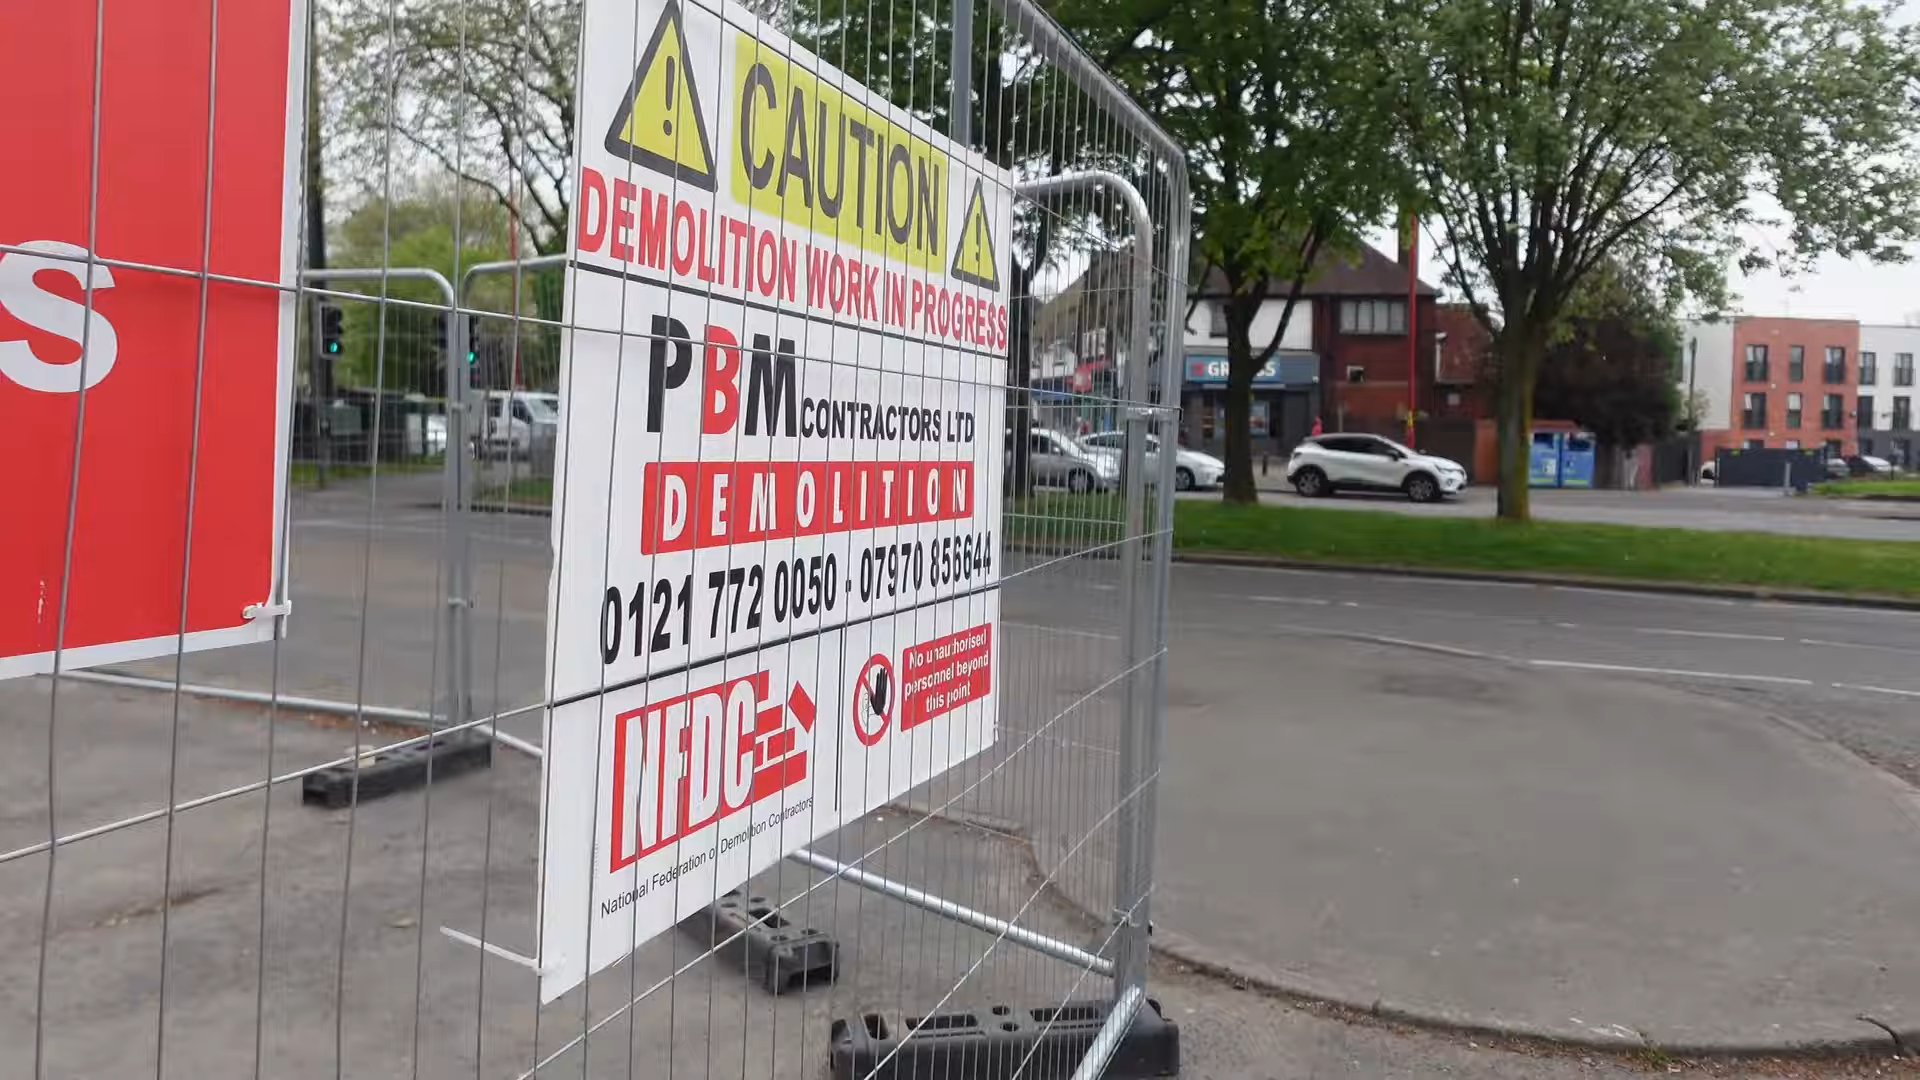 S
CAUTION
DEMOLITION WORK IN PROGRESS
PBM CONTRACTORS LTD
DEMOLITION
0121 772 0050 - 07970 856644
NFDC
National Federation of Demolition Contractors
No unauthorised
personnel beyond
this point
GREGGS